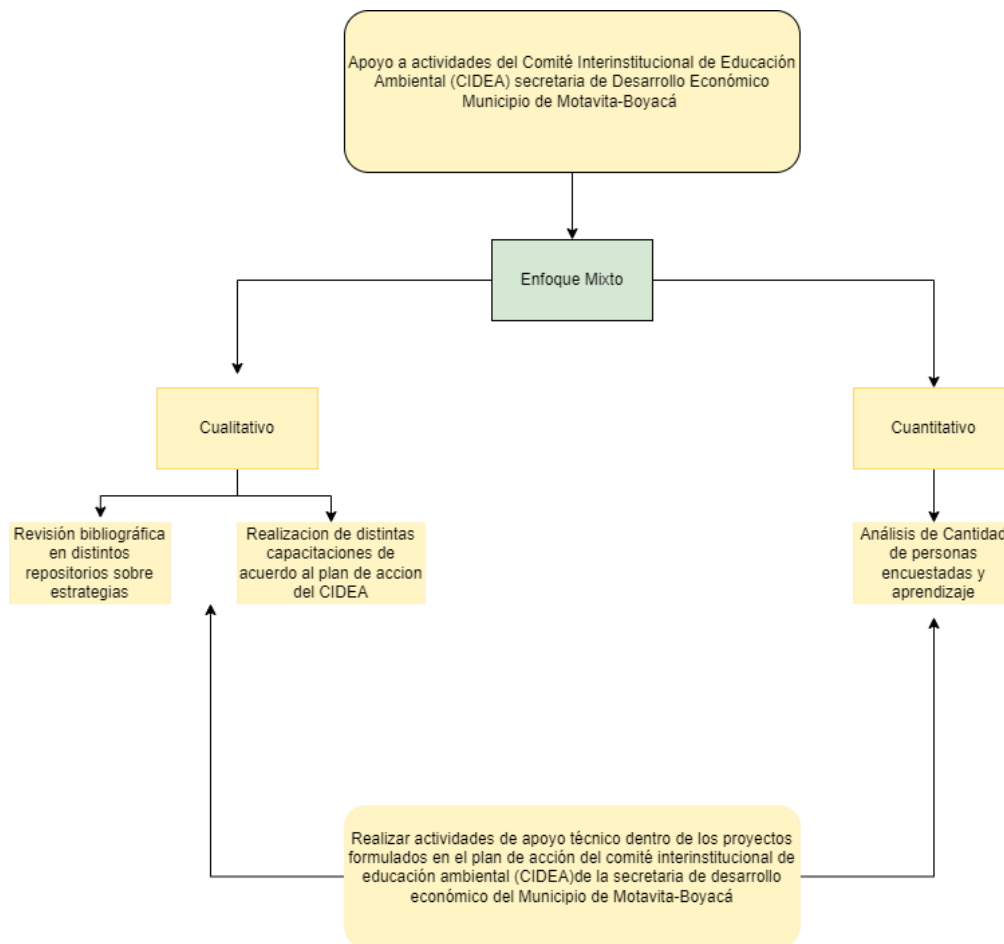 Apoyo a actividades del Comité Interinstitucional de Educación
Ambiental (CIDEA) secretaria de Desarrollo Económico
Municipio de Motavita-Boyacá
Enfoque Mixto
Cualitativo
Cuantitativo
Revisión bibliográfica
en distintos
repositorios sobre
estrategias
Realizacion de distintas
capacitaciones de
acuerdo al plan de accion
del CIDEA
Análisis de Cantidad
de personas
encuestadas y
aprendizaje
Realizar actividades de apoyo técnico dentro de los proyectos
formulados en el plan de acción del comité interinstitucional de
educación ambiental (CIDEA)de la secretaria de desarrollo
económico del Municipio de Motavita-Boyacá